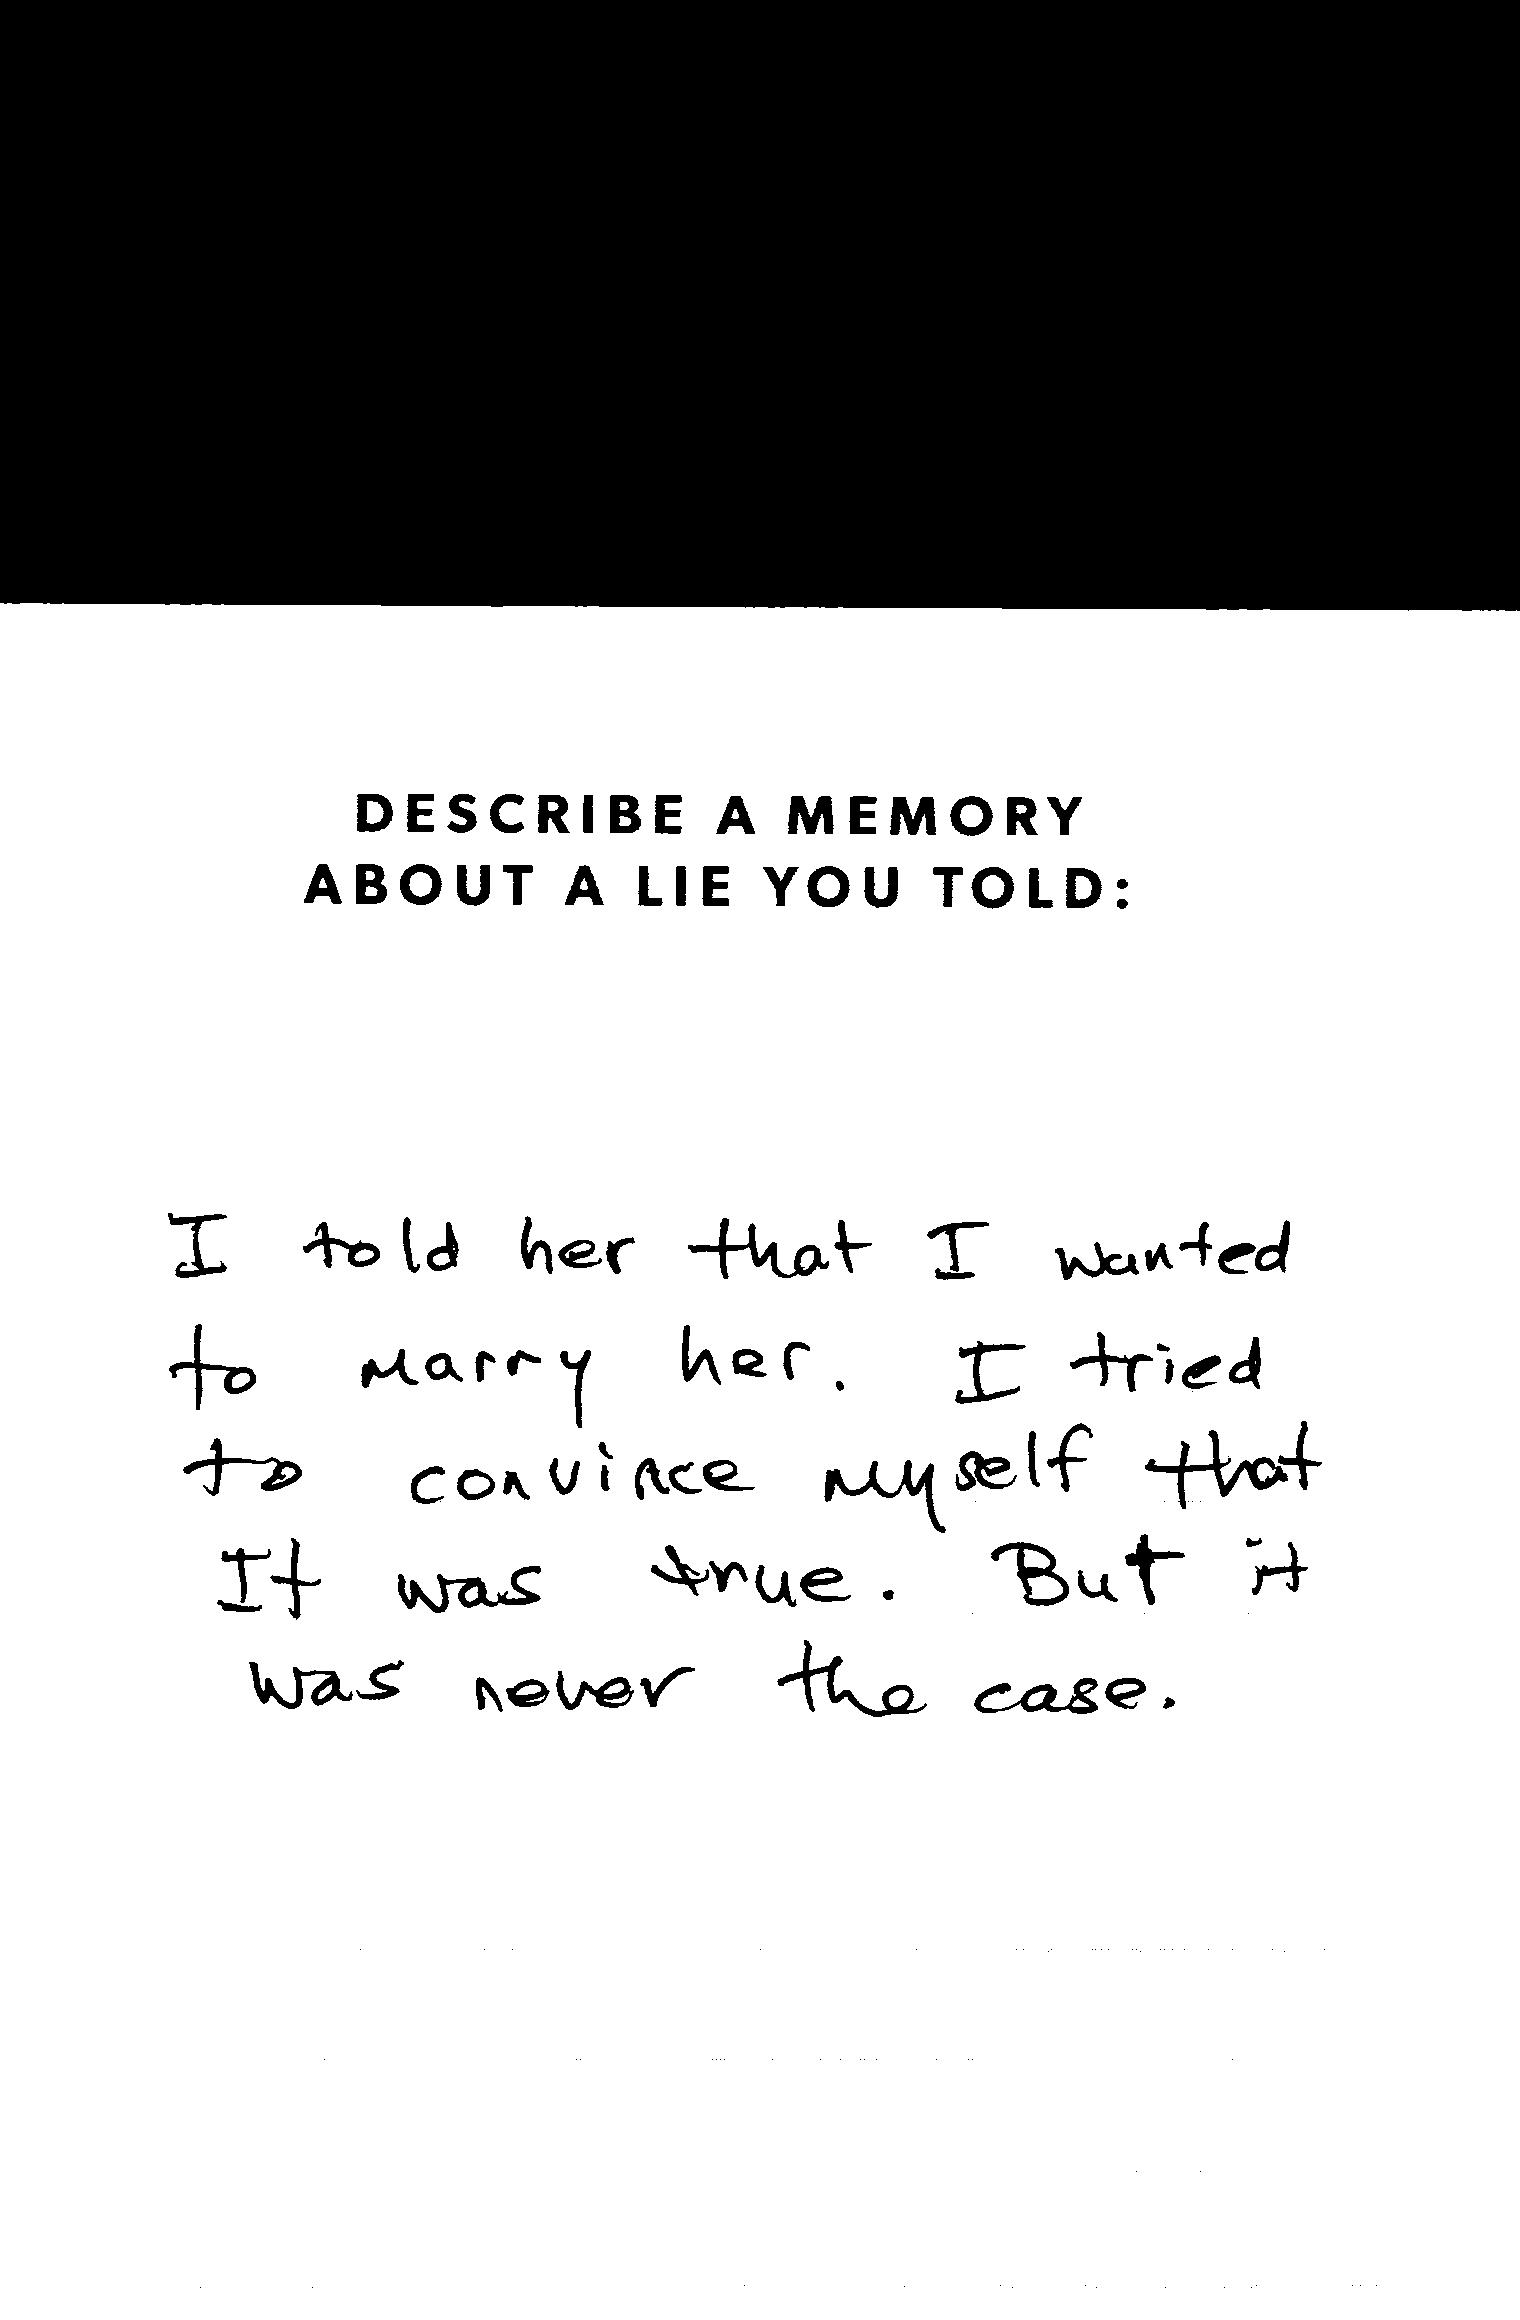 DESCRIBE A MEMORY
ABOUT A LIE YOU TOLD:
I told her that I wanted
to marry her. I tried
to convince myself that
It was true. But it
was never the case.